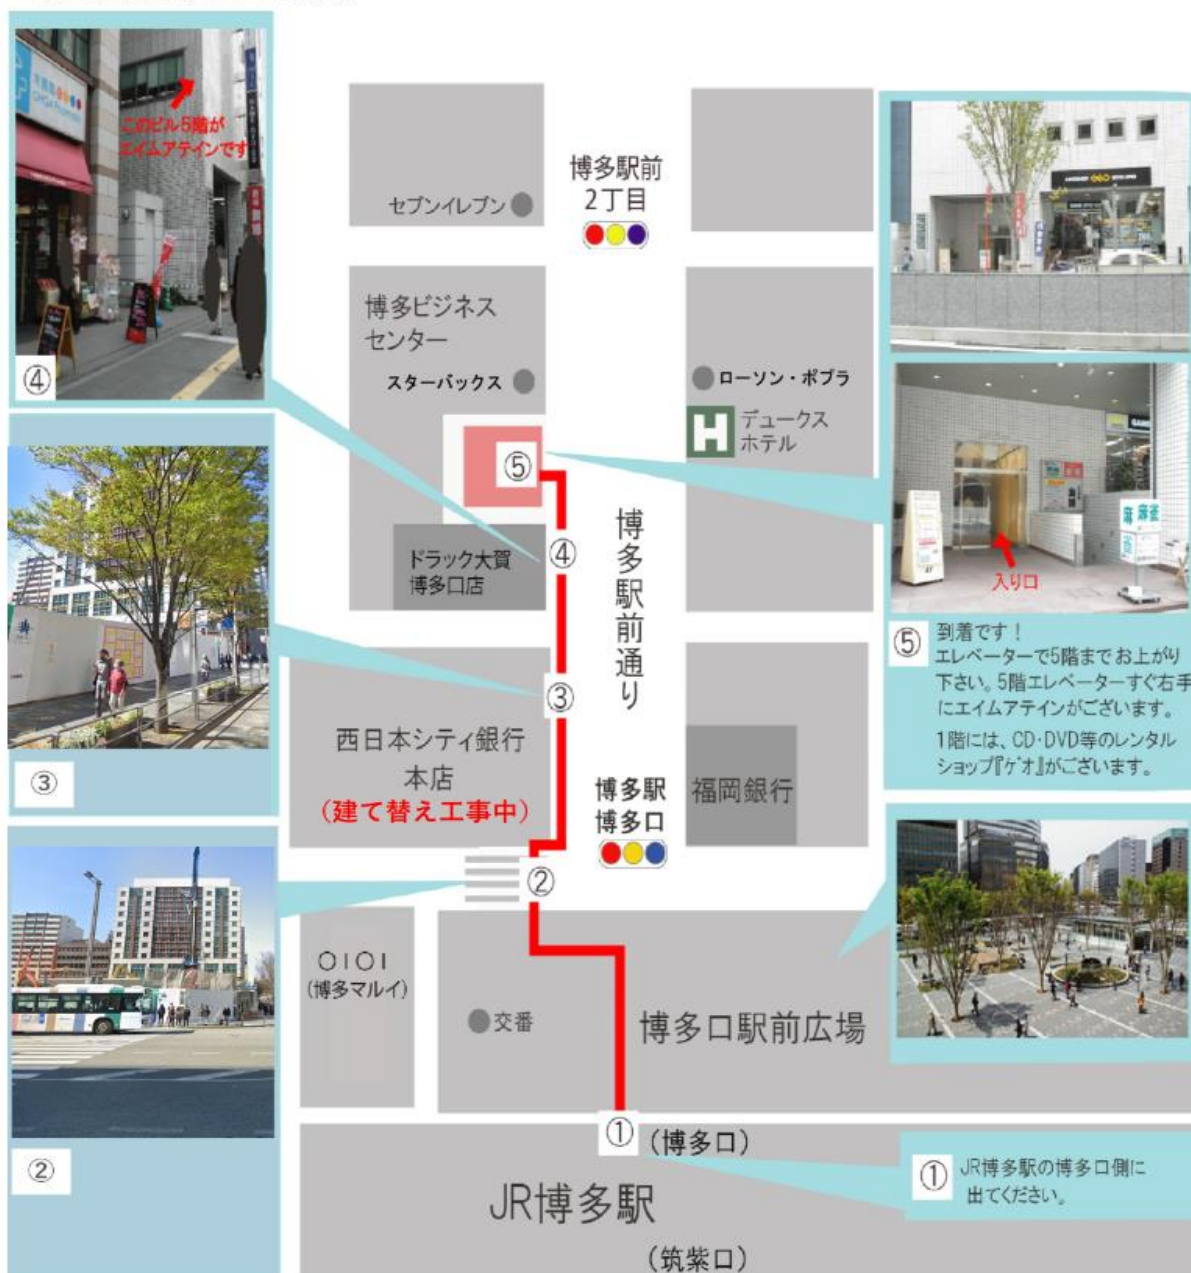 このビル5階が
エイムアテインです
④
③
②
セブンイレブン
博多駅前
2丁目
博多ビジネス
センター
スターバックス
ローソン・ポプラ
H
デュークス
ホテル
⑤
④
ドラック大賀
博多口店
博多駅前通り
③
西日本シティ銀行
本店
(建て替え工事中)
博多駅
博多口
福岡銀行
②
OIOI
(博多マルイ)
交番
博多口駅前広場
①
(博多口)
JR博多駅
(筑紫口)
GEO
麻雀
麻雀
入り口
⑤
到着です!
エレベーターで5階までお上がり
下さい。5階エレベーターすぐ右手
にエイムアテインがございます。
1階には、CD・DVD等のレンタル
ショップ『ゲオ』がございます。
①
JR博多駅の博多口側に
出てください。